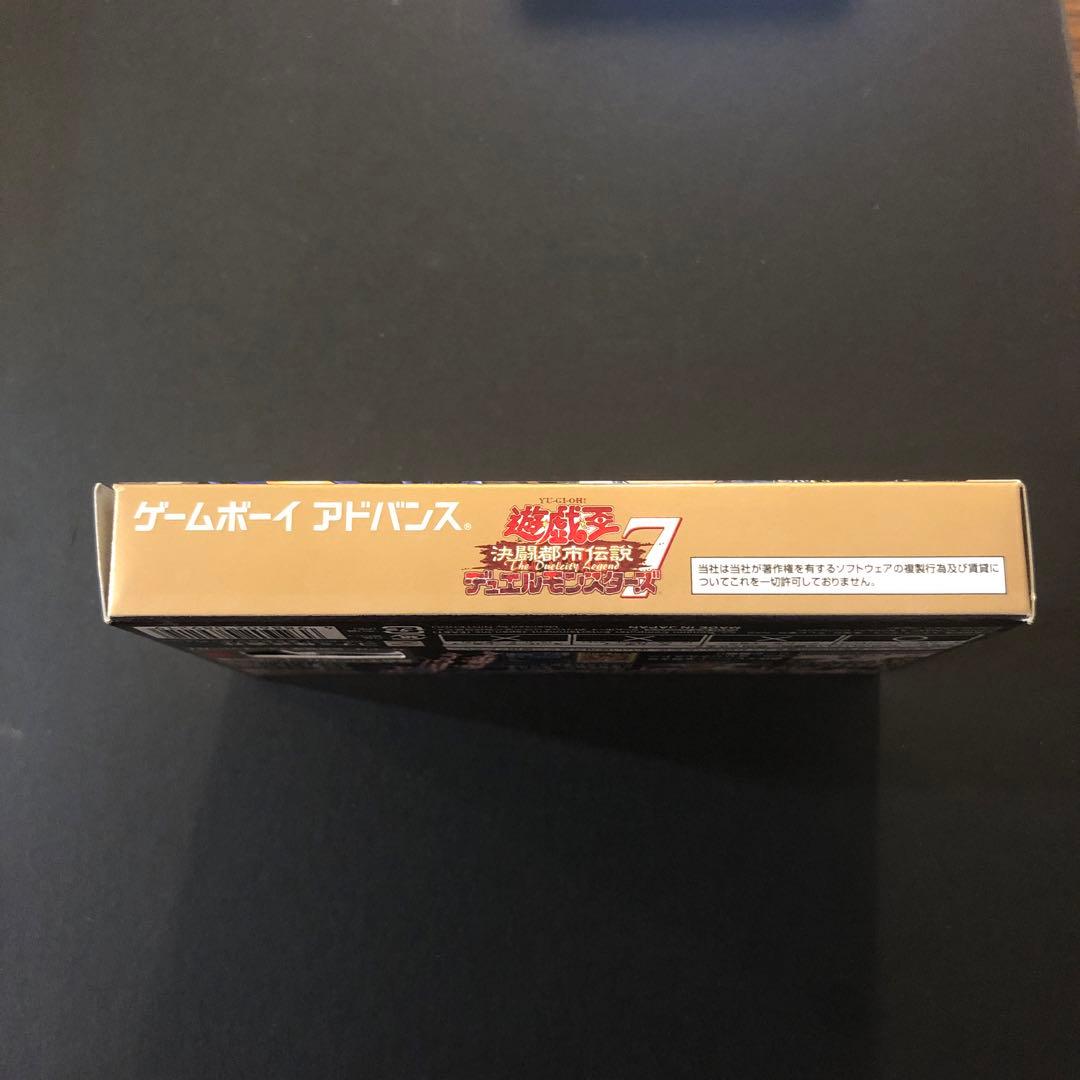 ゲームボーイ アドバンス®
YU-GI-OH!
遊戯王
決闘都市伝説
The Duelcity Legend
デュエルモンスターズ7
当社は当社が著作権を有するソフトウェアの複製行為及び賃貸に
ついてこれを一切許可しておりません。
MADE IN JAPAN